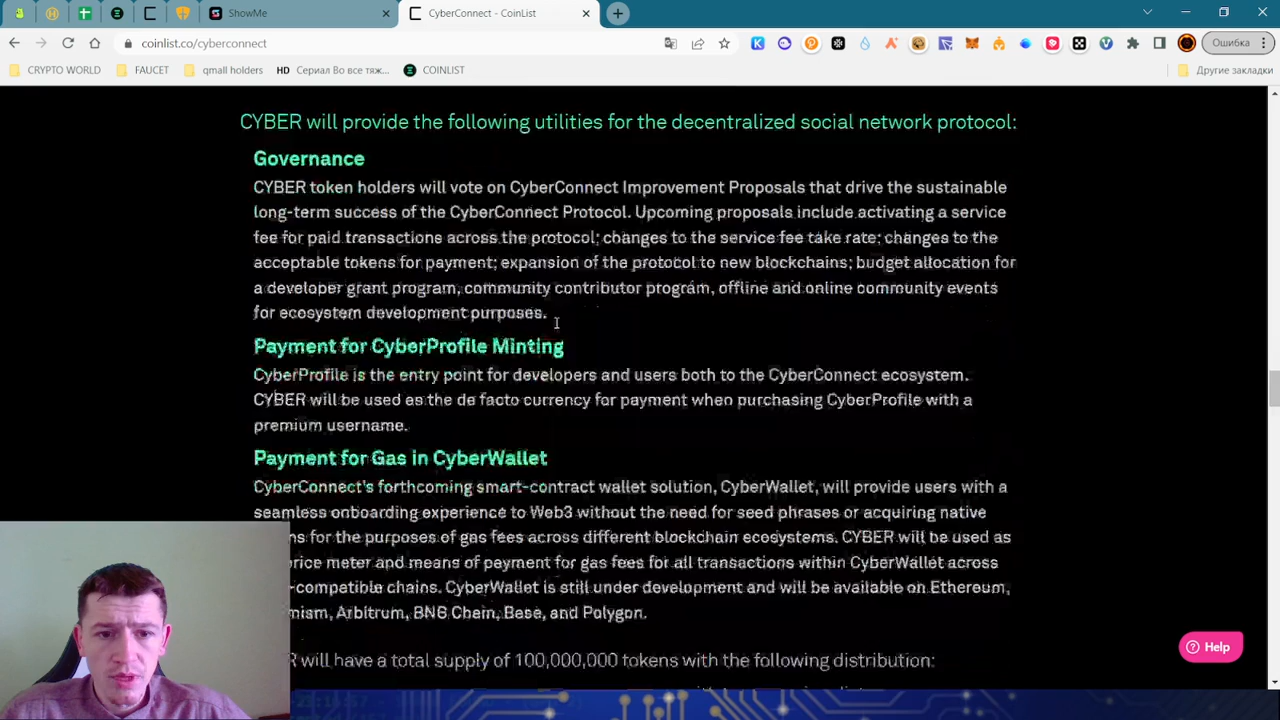 ShowMe
CyberConnect - CoinList
coinlist.co/cyberconnect
Ошибка
CRYPTO WORLD
FAUCET
qmall holders
HD Сериал Во все тяж...
COINLIST
Другие закладки
CYBER will provide the following utilities for the decentralized social network protocol:
Governance
CYBER token holders will vote on CyberConnect Improvement Proposals that drive the sustainable
long-term success of the CyberConnect Protocol. Upcoming proposals include activating a service
fee for paid transactions across the protocol; changes to the service fee take rate; changes to the
acceptable tokens for payment; expansion of the protocol to new blockchains; budget allocation for
a developer grant program, community contributor program, offline and online community events
for ecosystem development purposes.
Payment for CyberProfile Minting
CyberProfile is the entry point for developers and users both to the CyberConnect ecosystem.
CYBER will be used as the de facto currency for payment when purchasing CyberProfile with a
premium username.
Payment for Gas in CyberWallet
CyberConnect's forthcoming smart-contract wallet solution, CyberWallet, will provide users with a
seamless onboarding experience to Web3 without the need for seed phrases or acquiring native
ns for the purposes of gas fees across different blockchain ecosystems. CYBER will be used as
price meter and means of payment for gas fees for all transactions within CyberWallet across
-compatible chains. CyberWallet is still under development and will be available on Ethereum,
mism, Arbitrum, BNB Chain, Base, and Polygon.
R will have a total supply of 100,000,000 tokens with the following distribution:
Help